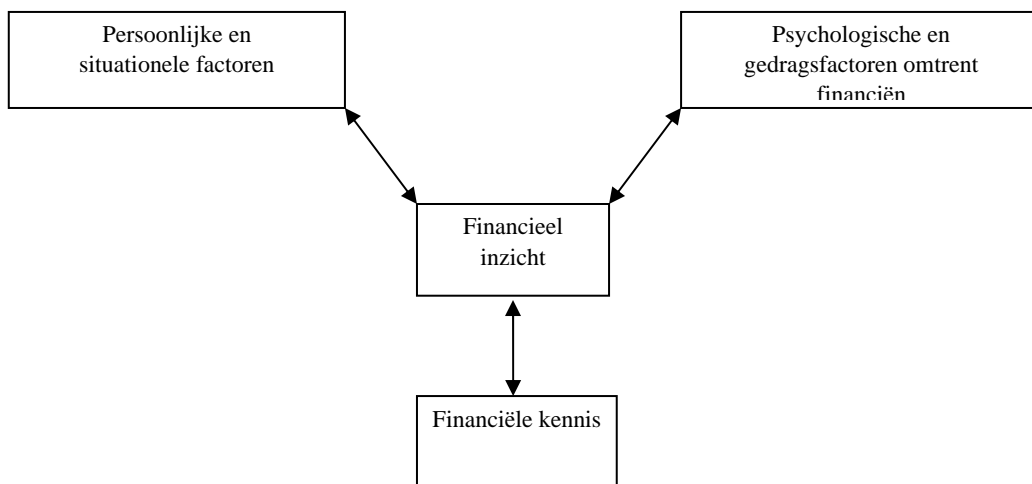 Persoonlijke en
situationele factoren
Psychologische en
gedragsfactoren omtrent
financiën
Financieel
inzicht
Financiële kennis